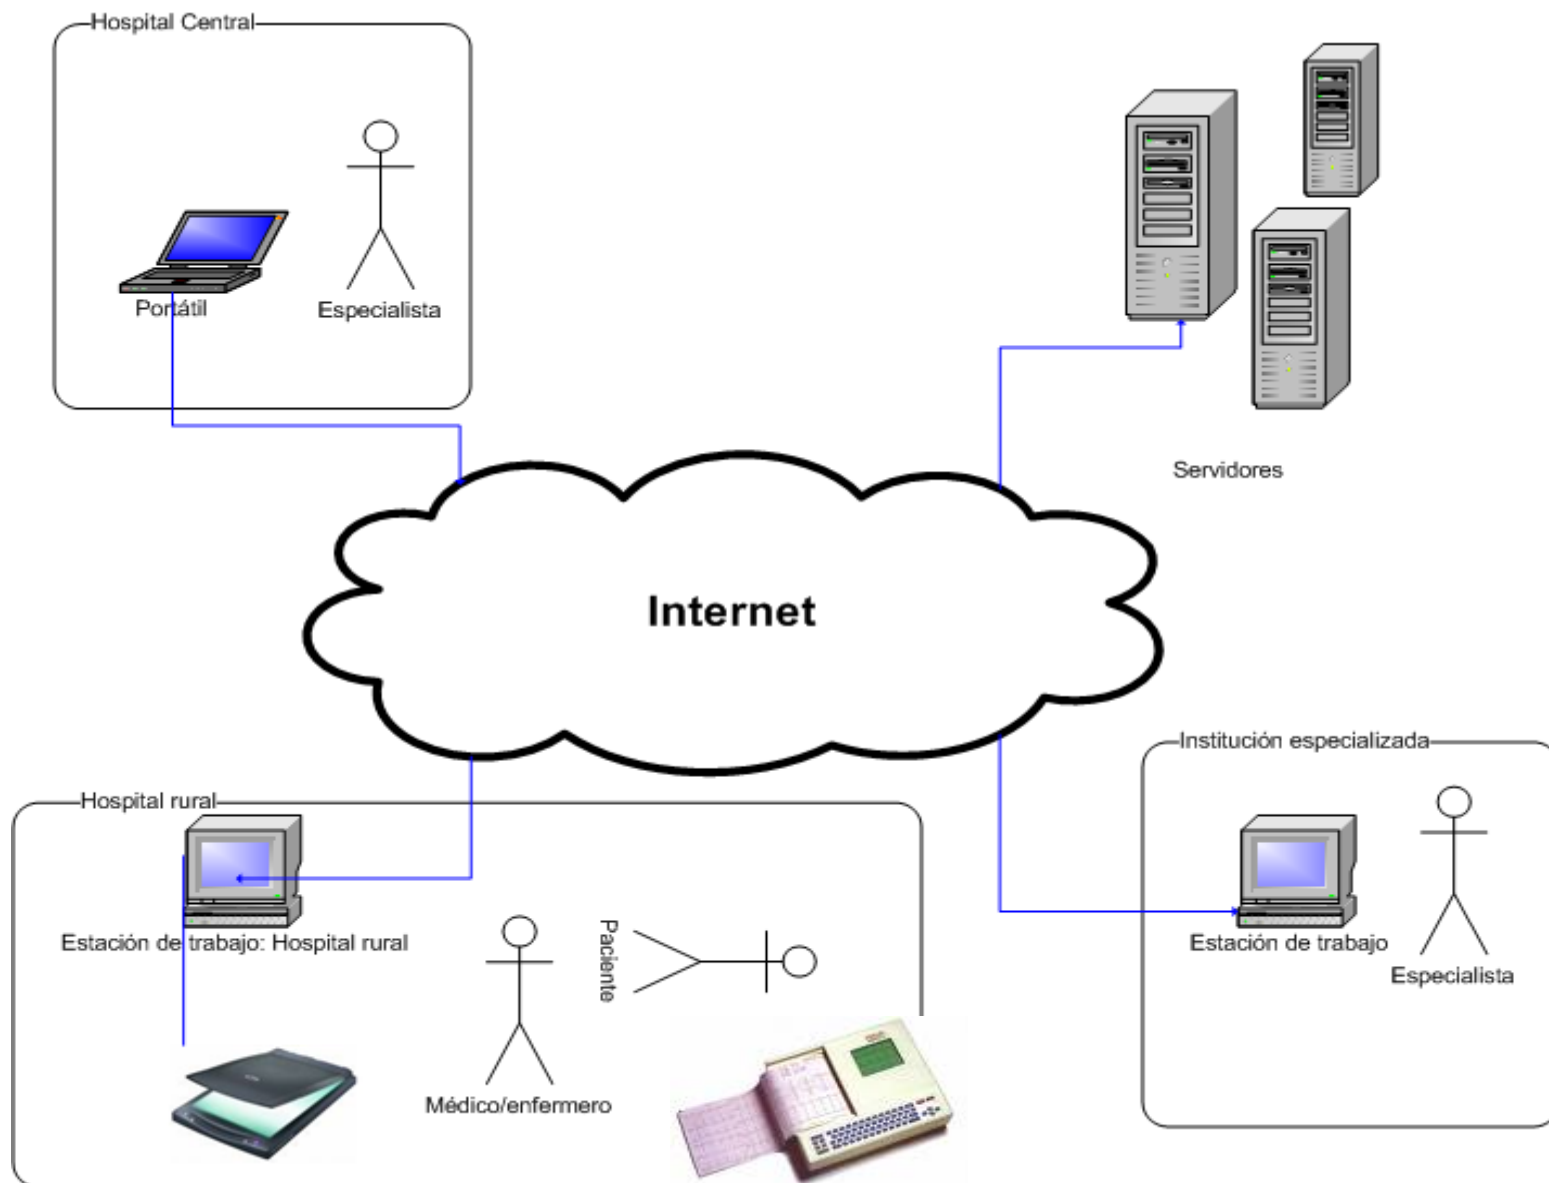 Hospital Central
Portátil
Especialista
Servidores
Internet
Institución especializada
Estación de trabajo
Especialista
Hospital rural
Estación de trabajo: Hospital rural
Paciente
Médico/enfermero